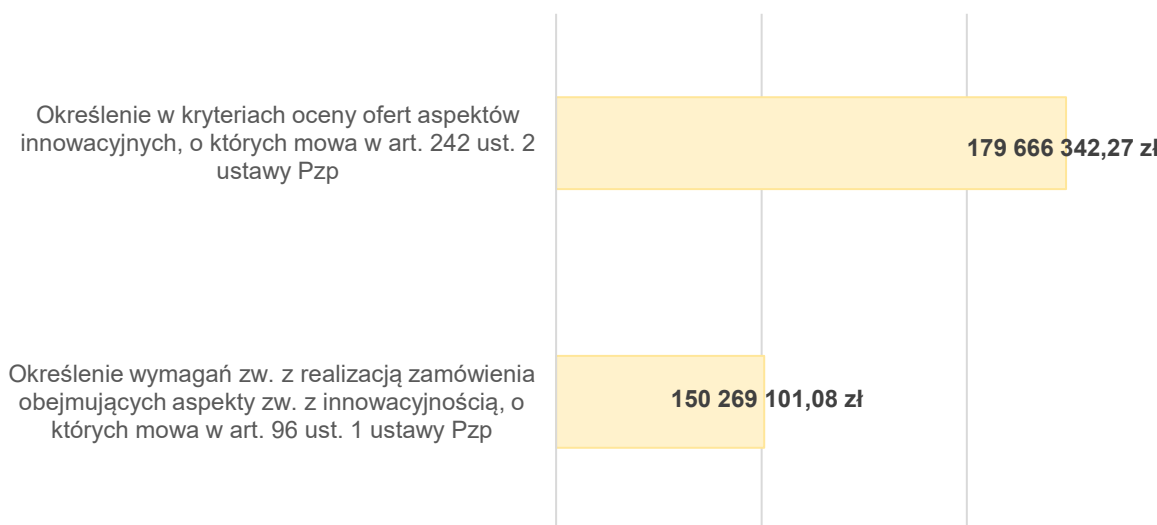 Określenie w kryteriach oceny ofert aspektów
innowacyjnych, o których mowa w art. 242 ust. 2
ustawy Pzp
179 666 342,27 zł
Określenie wymagań zw. z realizacją zamówienia
obejmujących aspekty zw. z innowacyjnością, o
których mowa w art. 96 ust. 1 ustawy Pzp
150 269 101,08 zł